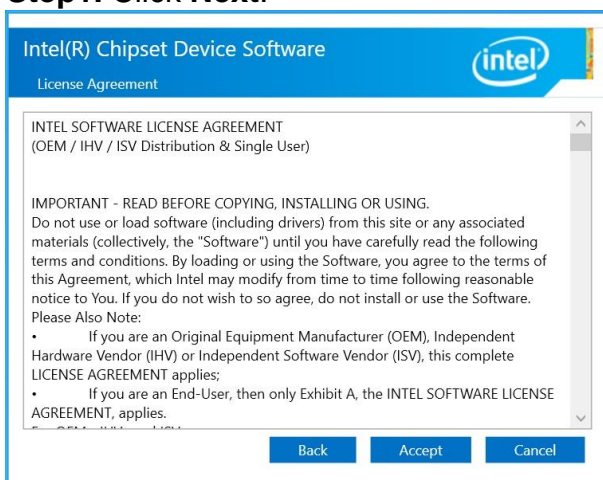 Click Next.
Intel(R) Chipset Device Software
intel
License Agreement
INTEL SOFTWARE LICENSE AGREEMENT
(OEM / IHV / ISV Distribution & Single User)
IMPORTANT - READ BEFORE COPYING, INSTALLING OR USING.
Do not use or load software (including drivers) from this site or any associated
materials (collectively, the "Software") until you have carefully read the following
terms and conditions. By loading or using the Software, you agree to the terms of
this Agreement, which Intel may modify from time to time following reasonable
notice to You. If you do not wish to so agree, do not install or use the Software.
Please Also Note:
• If you are an Original Equipment Manufacturer (OEM), Independent
Hardware Vendor (IHV) or Independent Software Vendor (ISV), this complete
LICENSE AGREEMENT applies;
• If you are an End-User, then only Exhibit A, the INTEL SOFTWARE LICENSE
AGREEMENT, applies.
Back Accept Cancel